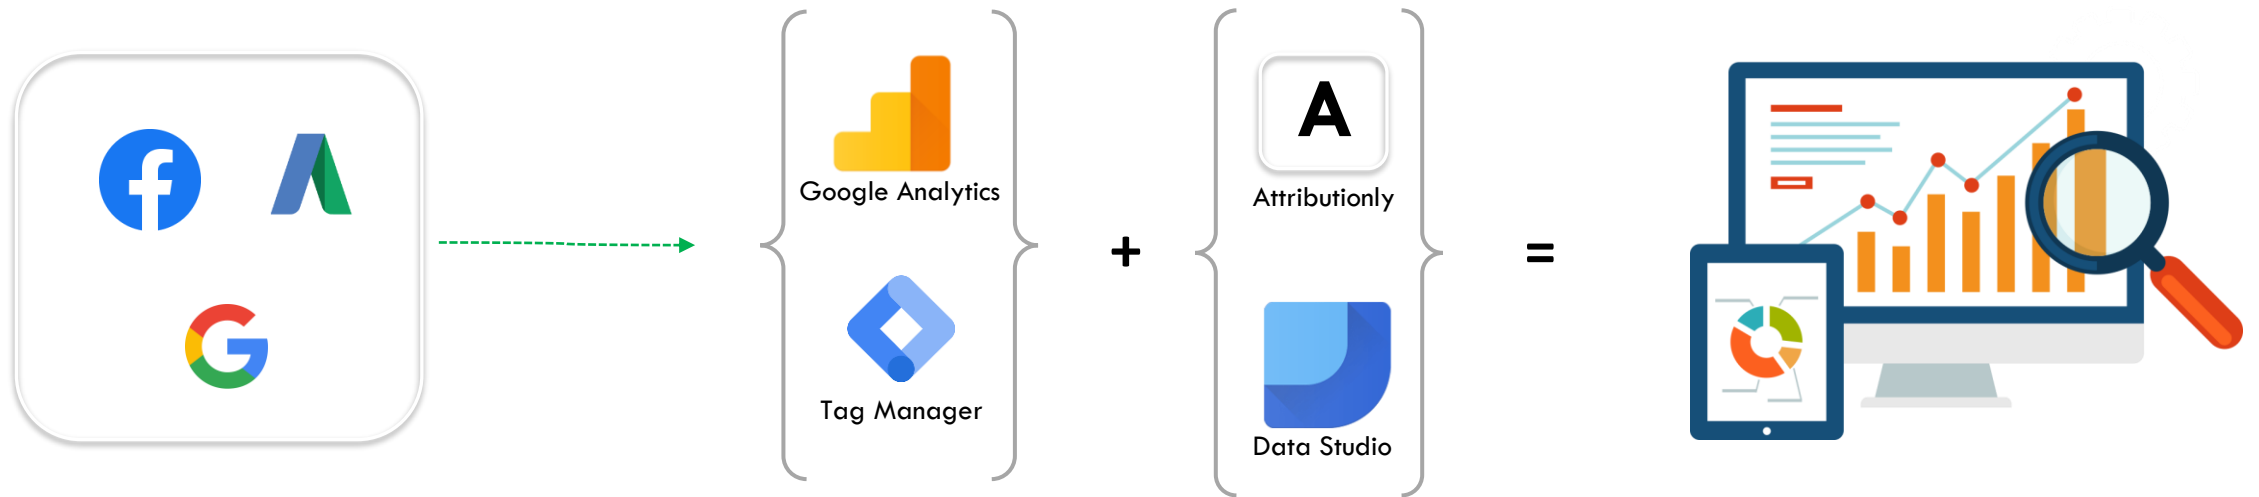 Google Analytics
Tag Manager
+
A
Attributionly
Data Studio
=